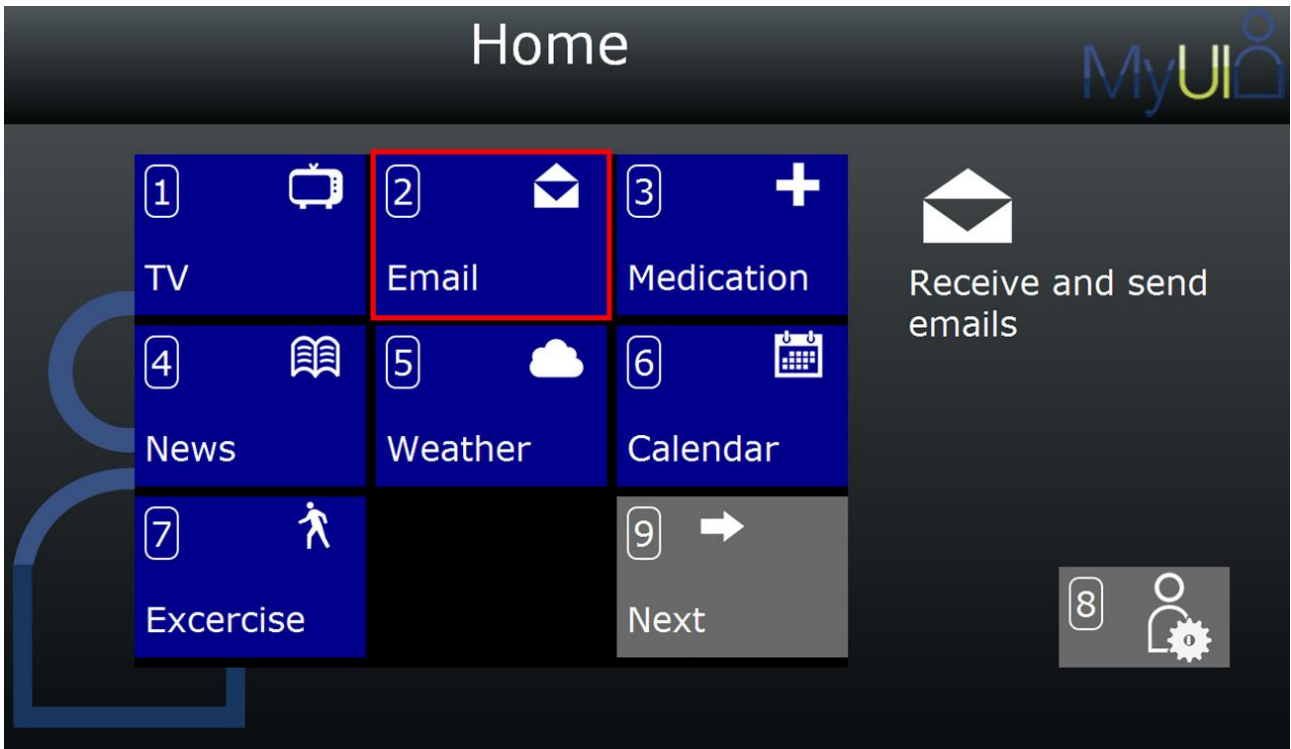 Home
MyUI
1
TV
2
Email
3
Medication
Receive and send
emails
4
News
5
Weather
6
Calendar
7
Excercise
9
Next
8